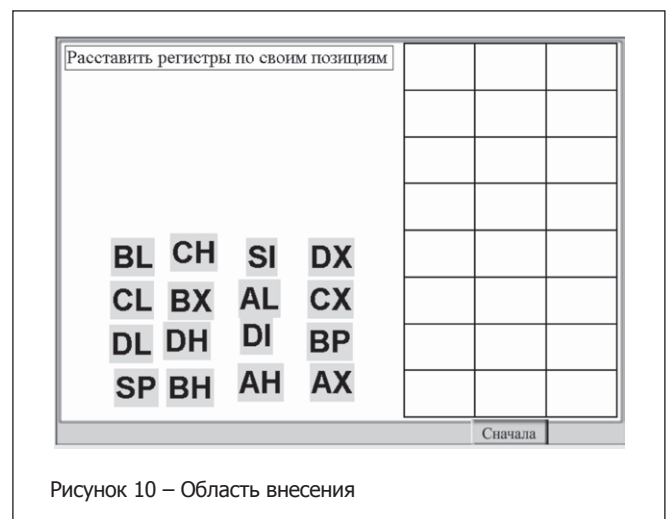 Расставить регистры по своим позициям
BL CH SI DX
CL BX AL CX
DL DH DI BP
SP BH AH AX
Сначала
Рисунок 10 – Область внесения